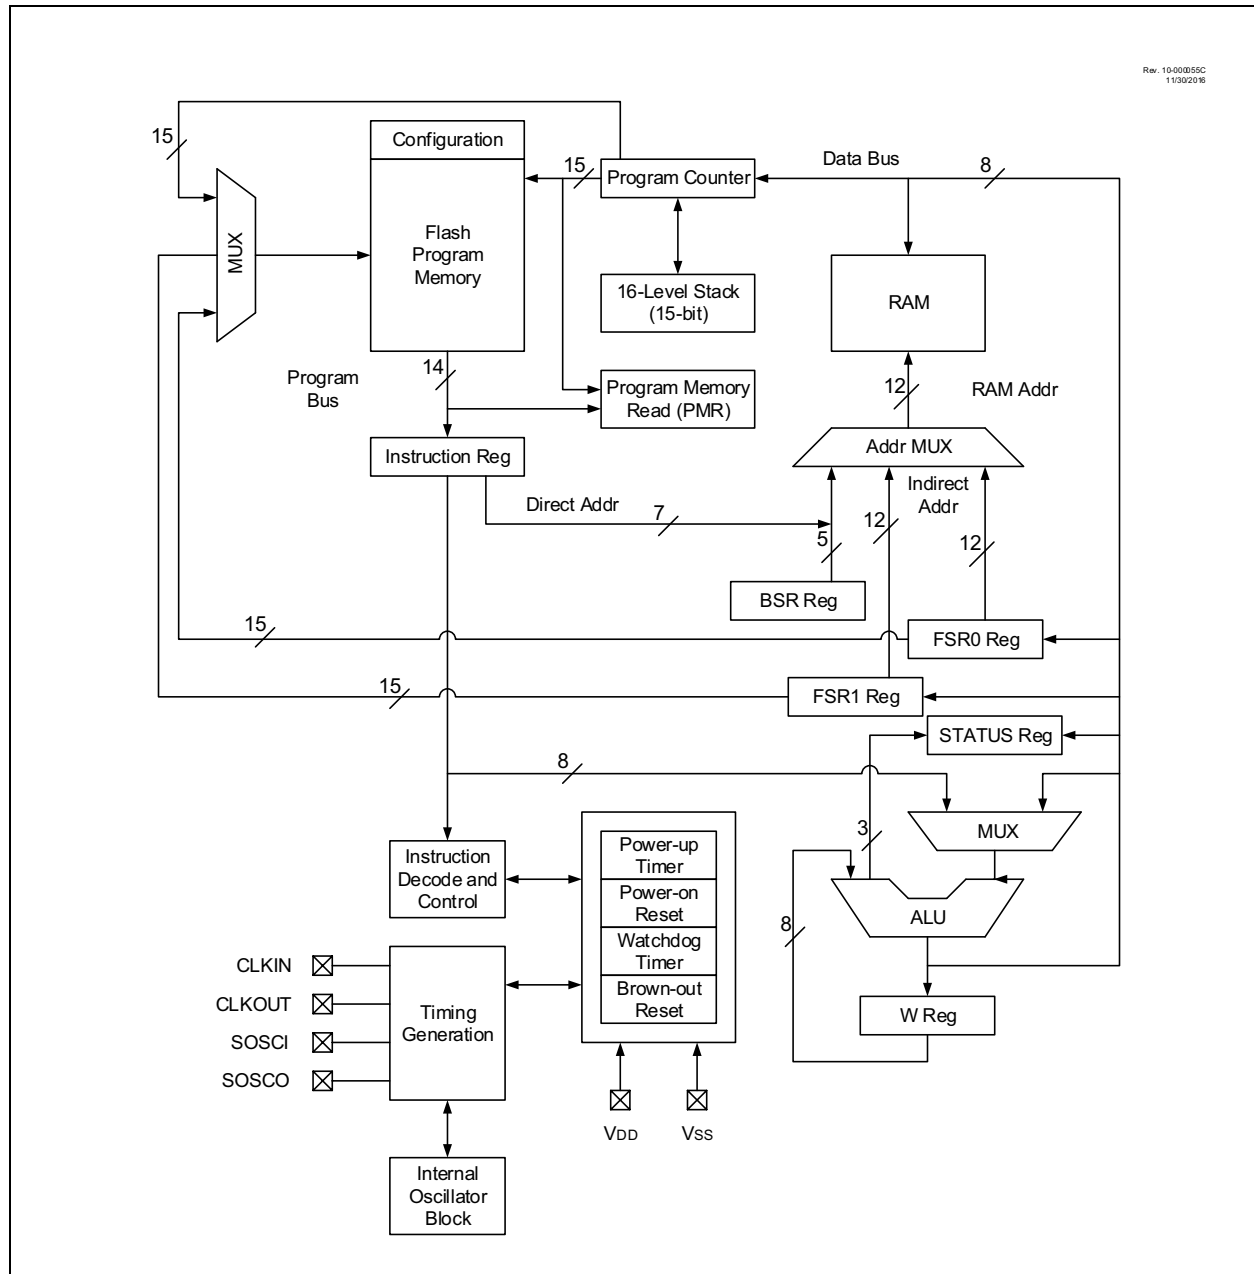 Rev. 10-000055C
11/30/2016
15
Configuration
15
Program Counter
Data Bus
8
MUX
Flash
Program
Memory
16-Level Stack
(15-bit)
RAM
Program
Bus
14
Program Memory
Read (PMR)
12
RAM Addr
Instruction Reg
Addr MUX
Direct Addr
7
5
12
Indirect
Addr
12
BSR Reg
15
FSR0 Reg
15
FSR1 Reg
STATUS Reg
8
3
MUX
Instruction
Decode and
Control
Power-up
Timer
Power-on
Reset
Watchdog
Timer
Brown-out
Reset
8
ALU
W Reg
CLKIN
CLKOUT
SOSCI
SOSCO
Timing
Generation
VDD
VSS
Internal
Oscillator
Block